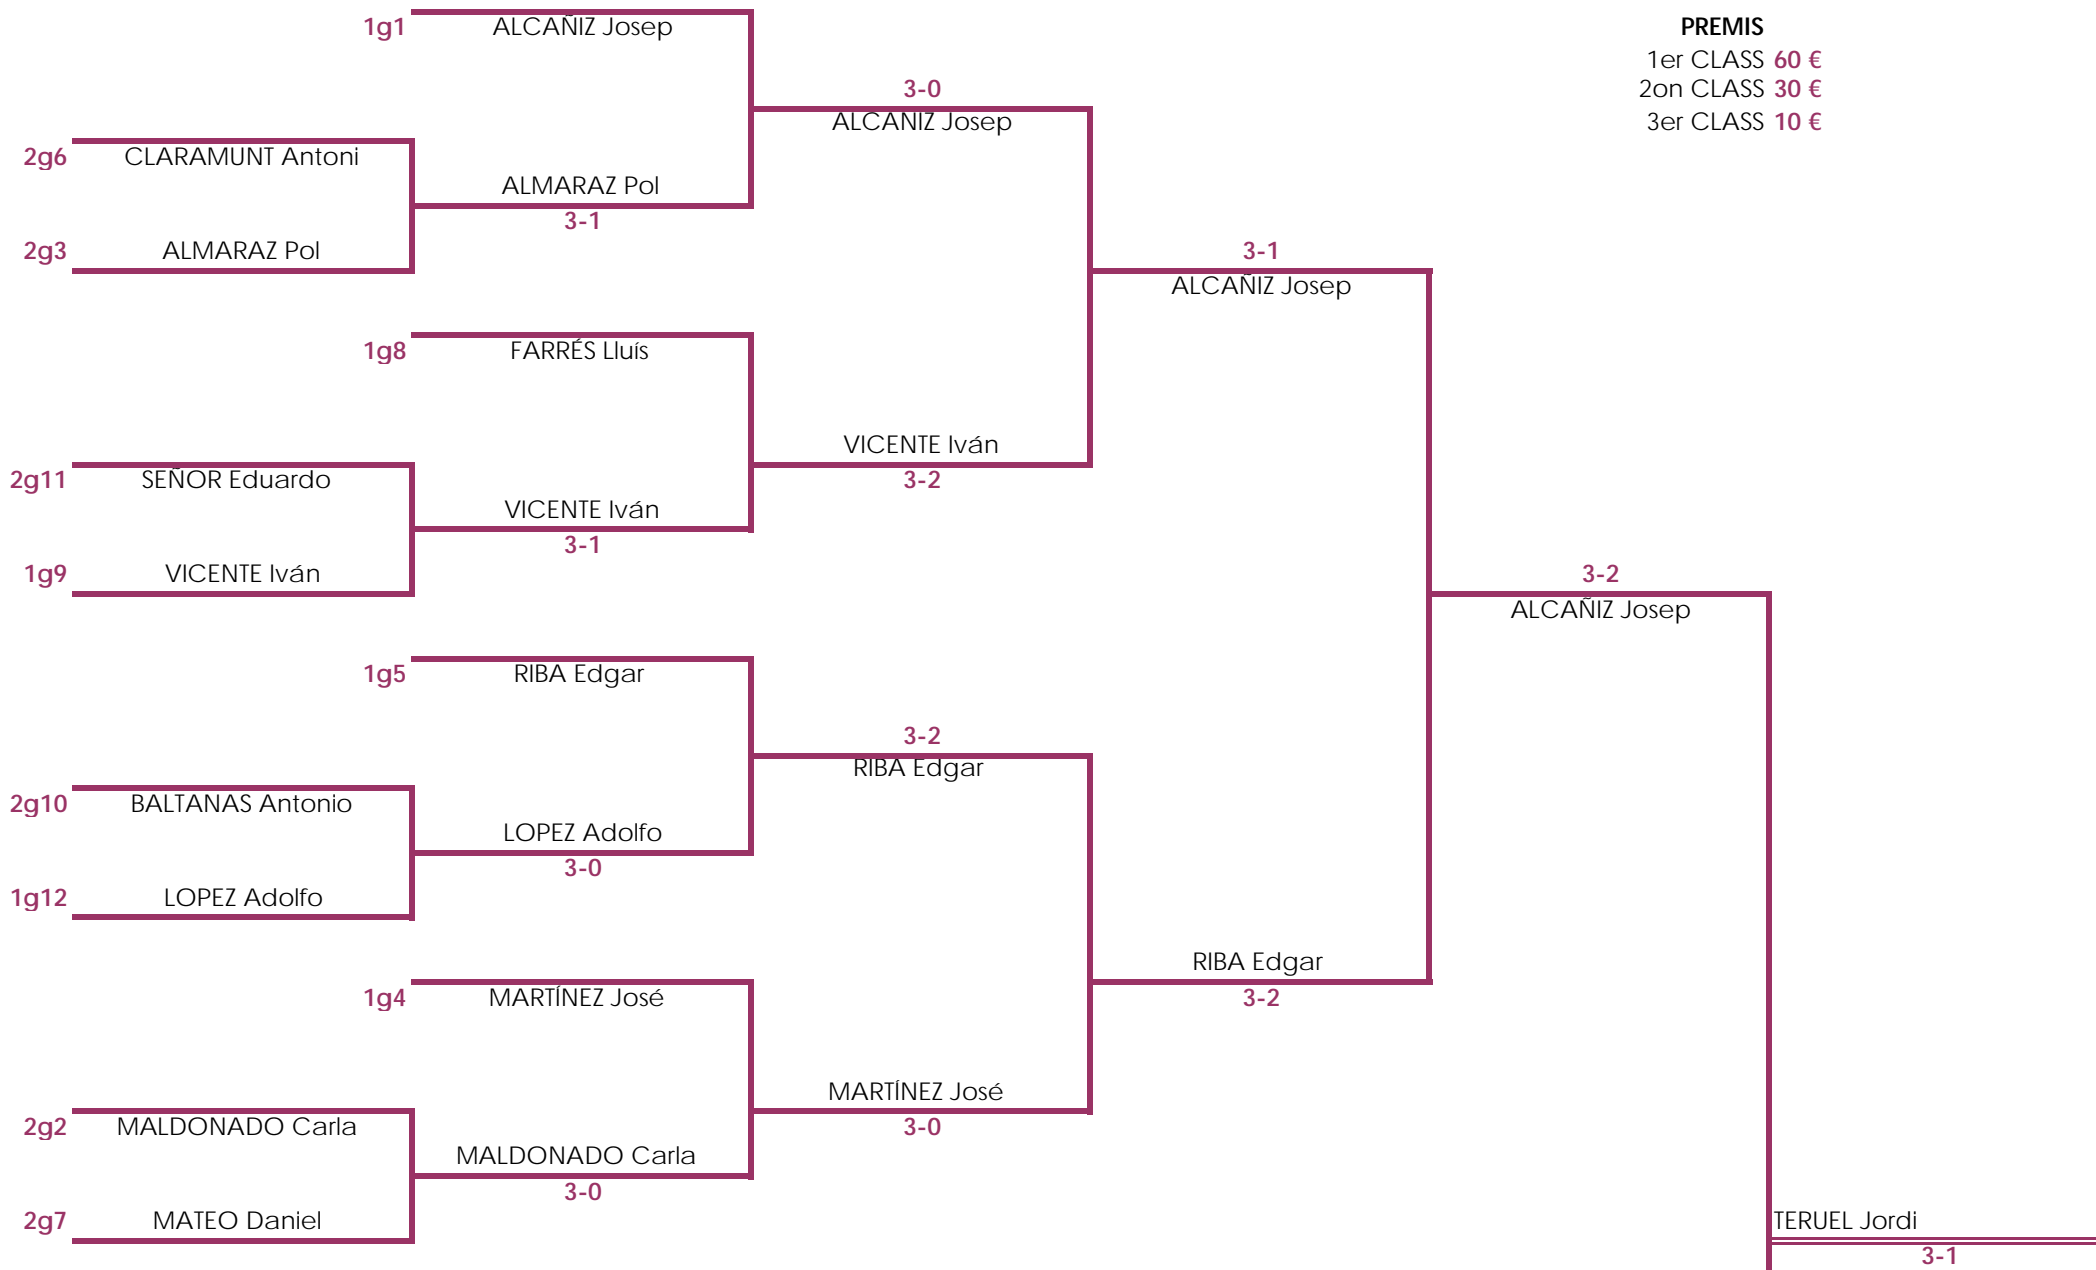 1g1 ALCAÑIZ Josep
PREMIS
1er CLASS 60 €
2on CLASS 30 €
3er CLASS 10 €
3-0
ALCAÑIZ Josep
2g6 CLARAMUNT Antoni
ALMARAZ Pol
3-1
2g3 ALMARAZ Pol
3-1
ALCAÑIZ Josep
1g8 FARRÉS Lluís
VICENTE Iván
3-2
2g11 SEÑOR Eduardo
VICENTE Iván
3-1
1g9 VICENTE Iván
3-2
ALCAÑIZ Josep
1g5 RIBA Edgar
3-2
RIBA Edgar
2g10 BALTANAS Antonio
LOPEZ Adolfo
3-0
1g12 LOPEZ Adolfo
RIBA Edgar
3-2
1g4 MARTÍNEZ José
MARTÍNEZ José
3-0
2g2 MALDONADO Carla
MALDONADO Carla
3-0
2g7 MATEO Daniel
TERUEL Jordi
3-1